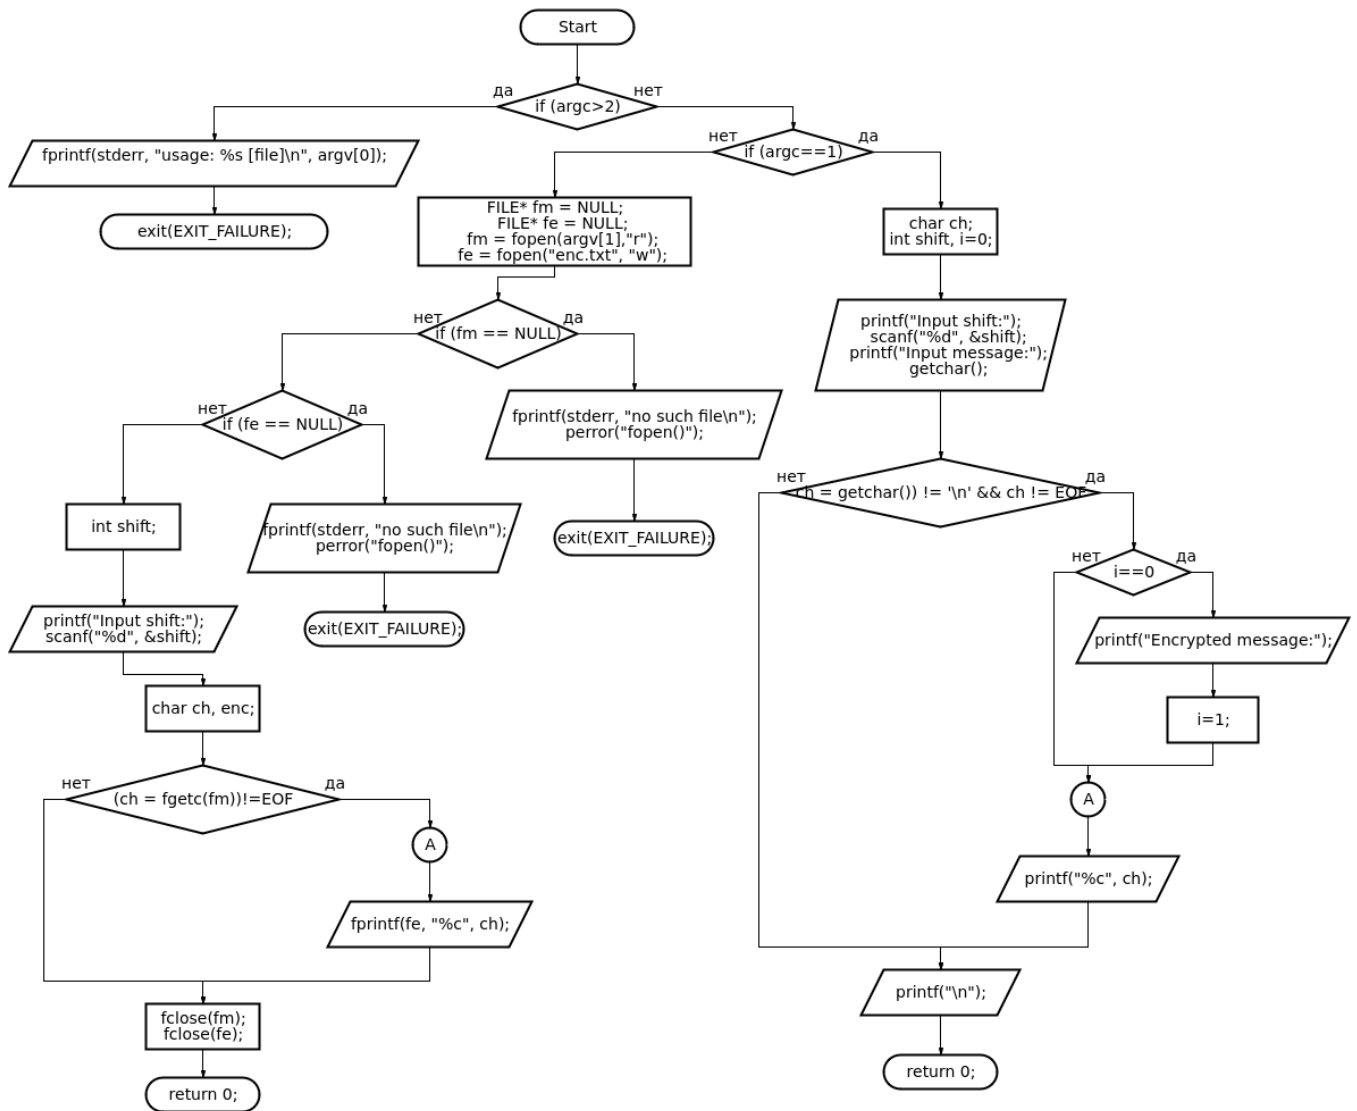 Start
да
нет
if (argc>2)
нет
да
if (argc==1)
fprintf(stderr, "usage: %s [file]\n", argv[0]);
exit(EXIT_FAILURE);
FILE* fm = NULL;
FILE* fe = NULL;
fm = fopen(argv[1],"r");
fe = fopen("enc.txt", "w");
char ch;
int shift, i=0;
нет
да
if (fm == NULL)
printf("Input shift:");
scanf("%d", &shift);
printf("Input message:");
getchar();
нет
да
if (fe == NULL)
fprintf(stderr, "no such file\n");
perror("fopen()");
exit(EXIT_FAILURE);
нет
да
ch = getchar()) != '\n' && ch != EOF
int shift;
fprintf(stderr, "no such file\n");
perror("fopen()");
exit(EXIT_FAILURE);
нет
да
i==0
printf("Input shift:");
scanf("%d", &shift);
printf("Encrypted message:");
char ch, enc;
i=1;
нет
да
(ch = fgetc(fm))!=EOF
A
A
printf("%c", ch);
fprintf(fe, "%c", ch);
printf("\n");
fclose(fm);
fclose(fe);
return 0;
return 0;